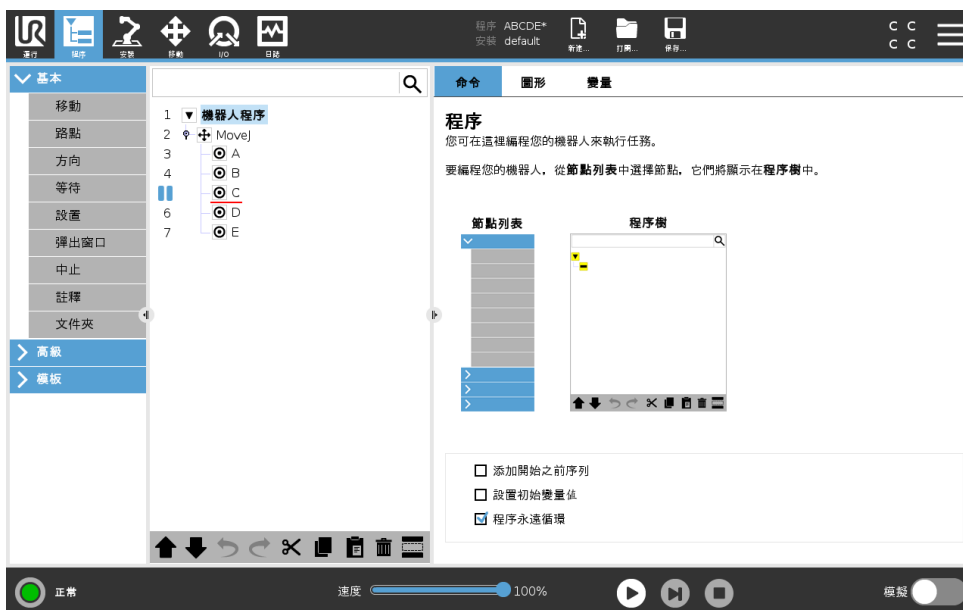 程序 ABCDE*
安裝 default
運行 程序 安裝 移動 I/O 日誌 新建... 打開... 保存...
C C
C C
基本
移動
路點
方向
等待
設置
彈出窗口
中止
註釋
文件夾
高級
模板
1 機器人程序
2 MoveJ
3 A
4 B
C
6 D
7 E
命令 圖形 變量
程序
您可在這裡編程您的機器人來執行任務。
要編程您的機器人，從節點列表中選擇節點，它們將顯示在程序樹中。
節點列表 程序樹
添加開始之前序列
設置初始變量值
程序永遠循環
正常 速度 100% 模擬